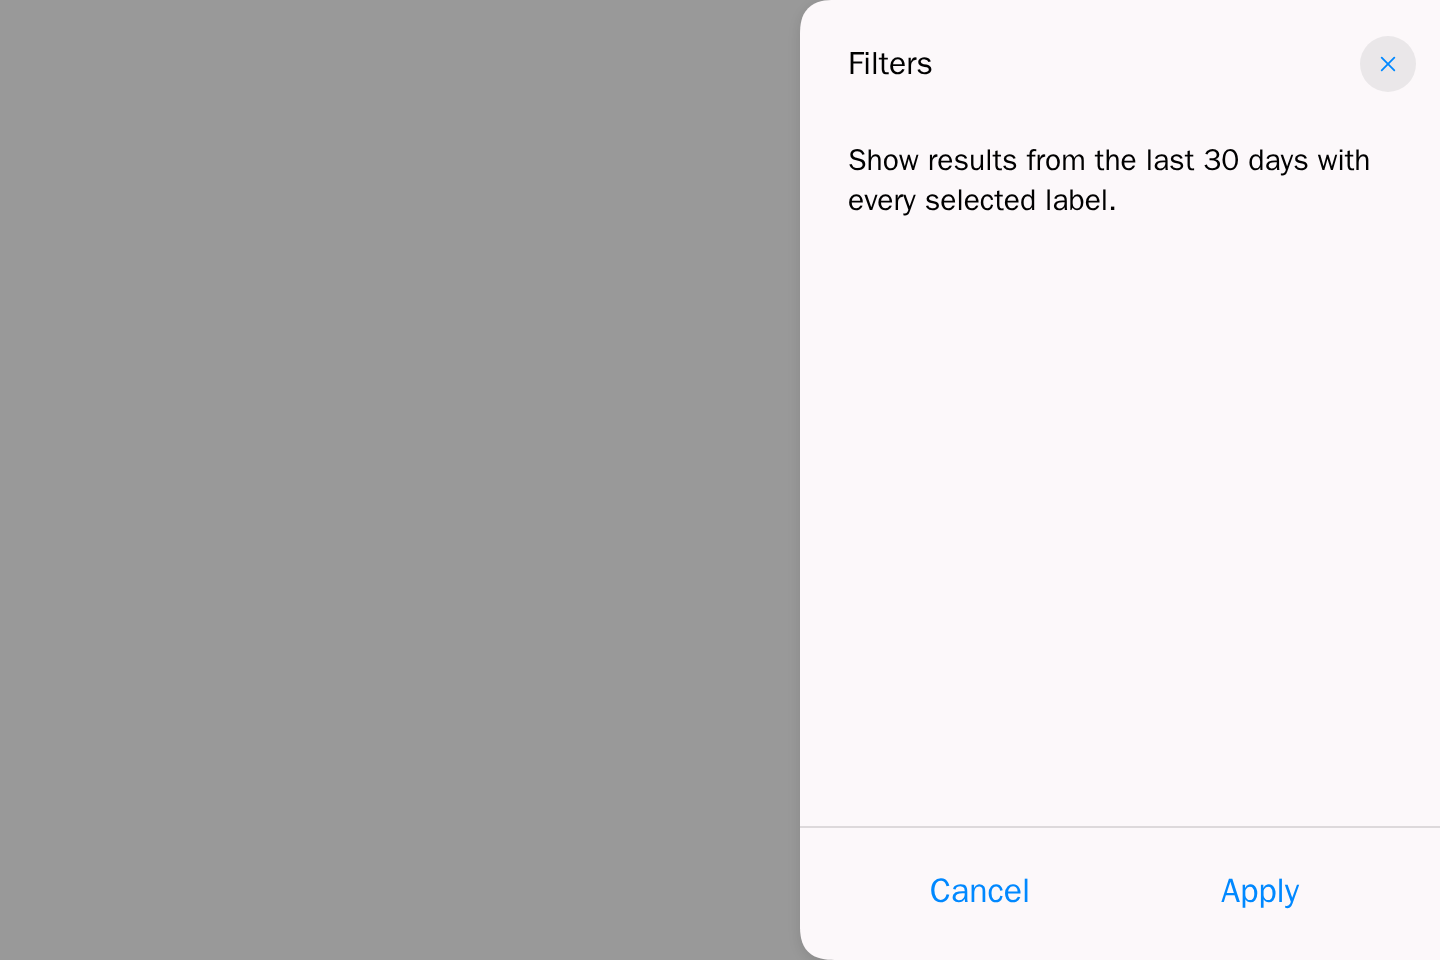 Filters
Show results from the last 30 days with
every selected label.
Cancel
Apply